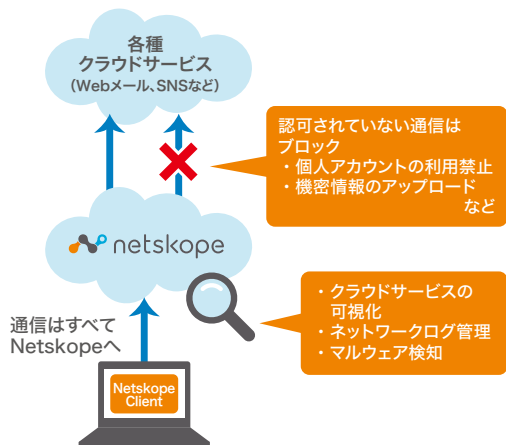 各種
クラウドサービス
（Webメール、SNSなど）
認可されていない通信は
ブロック
・個人アカウントの利用禁止
・機密情報のアップロード
など
netskope
・クラウドサービスの
可視化
・ネットワークログ管理
・マルウェア検知
通信はすべて
Netskopeへ
Netskope
Client